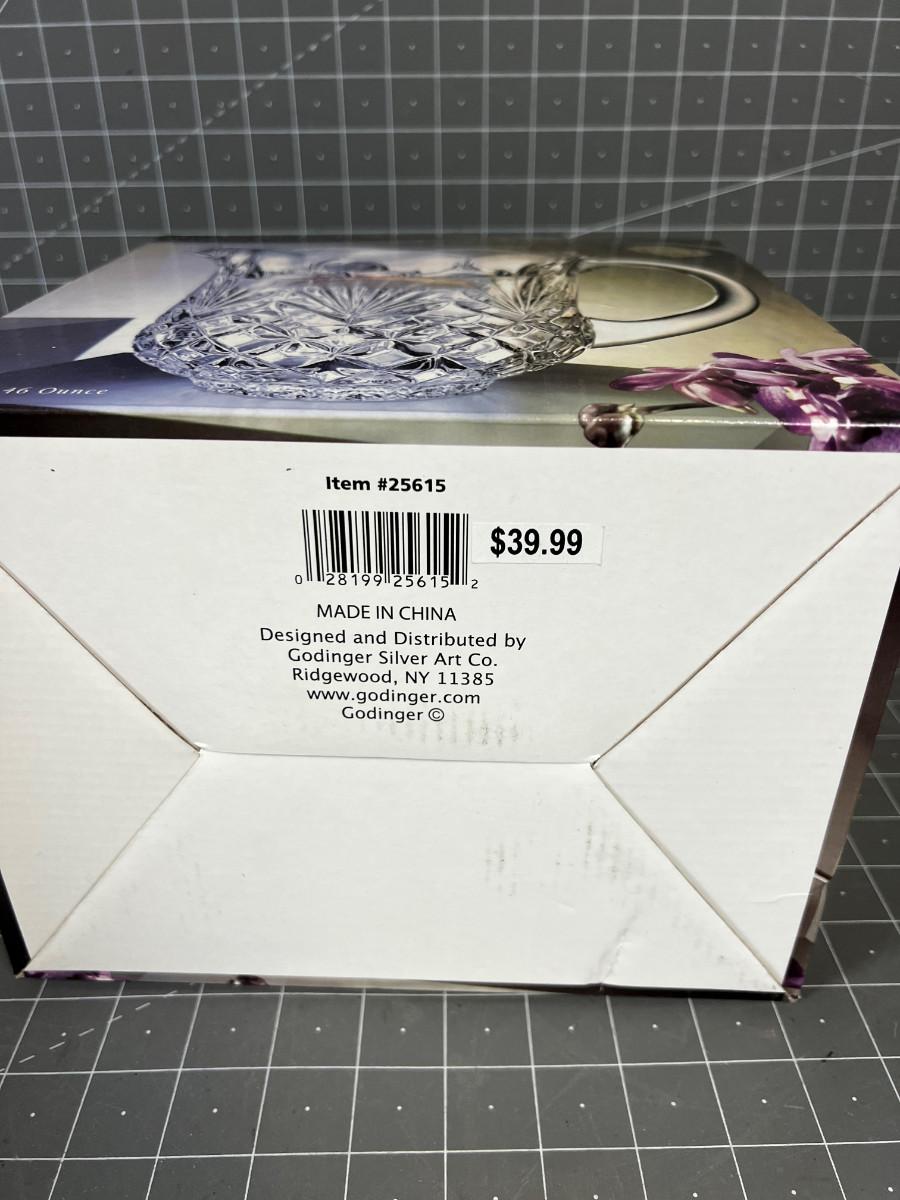 46 Ounce
Item #25615
$39.99
0 28199 25615 2
MADE IN CHINA
Designed and Distributed by
Godinger Silver Art Co.
Ridgewood, NY 11385
www.godinger.com
Godinger ©